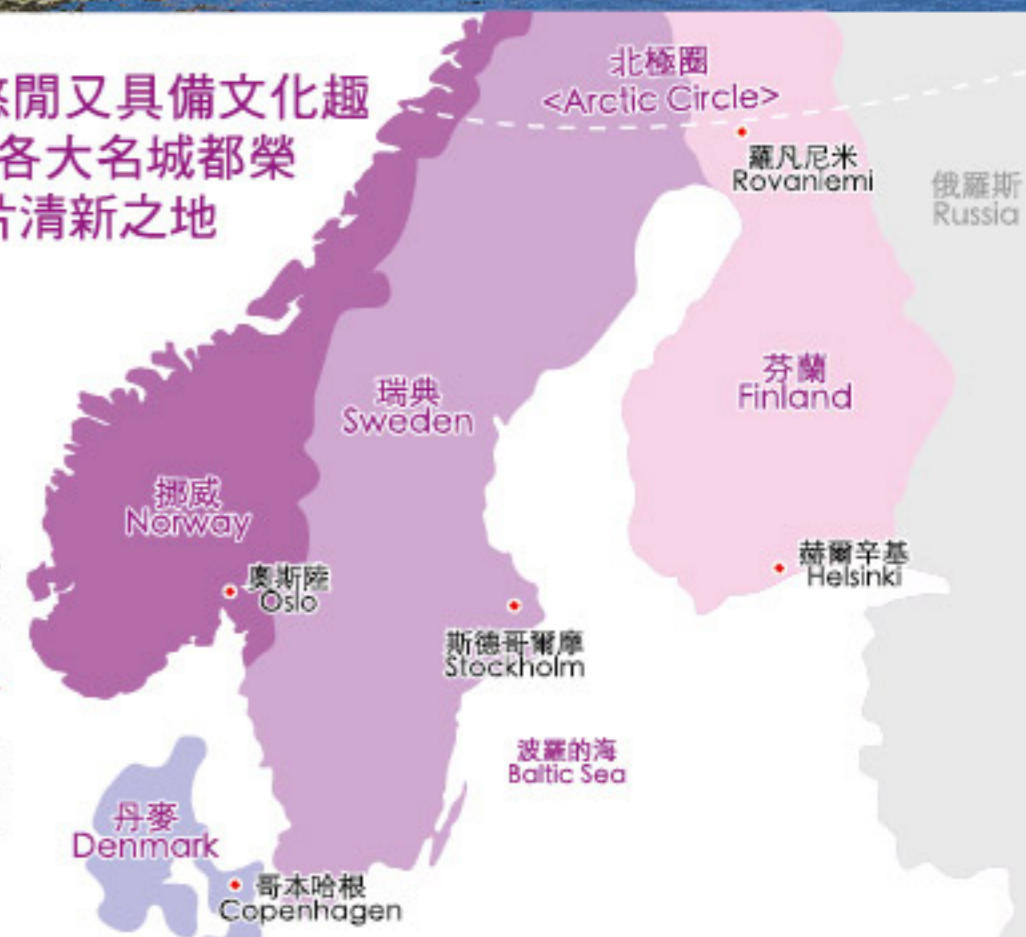 悠閒又具備文化趣
各大名城都榮
片清新之地
北極圈
<Arctic Circle>
羅凡尼米
Rovaniemi
俄羅斯
Russia
芬蘭
Finland
瑞典
Sweden
挪威
Norway
奧斯陸
Oslo
赫爾辛基
Helsinki
斯德哥爾摩
Stockholm
波羅的海
Baltic Sea
丹麥
Denmark
哥本哈根
Copenhagen